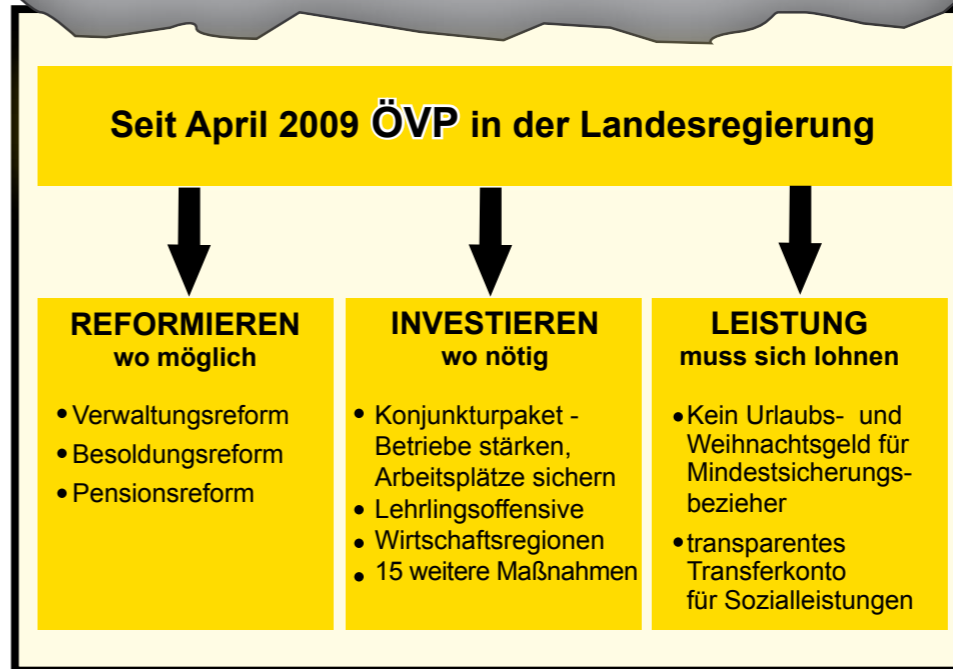 Seit April 2009 ÖVP in der Landesregierung
REFORMIEREN
wo möglich
• Verwaltungsreform
• Besoldungsreform
• Pensionsreform
INVESTIEREN
wo nötig
• Konjunkturpaket -
Betriebe stärken,
Arbeitsplätze sichern
• Lehrlingsoffensive
• Wirtschaftsregionen
• 15 weitere Maßnahmen
LEISTUNG
muss sich lohnen
• Kein Urlaubs- und
Weihnachtsgeld für
Mindestsicherungs-
bezieher
• transparentes
Transferkonto
für Sozialleistungen